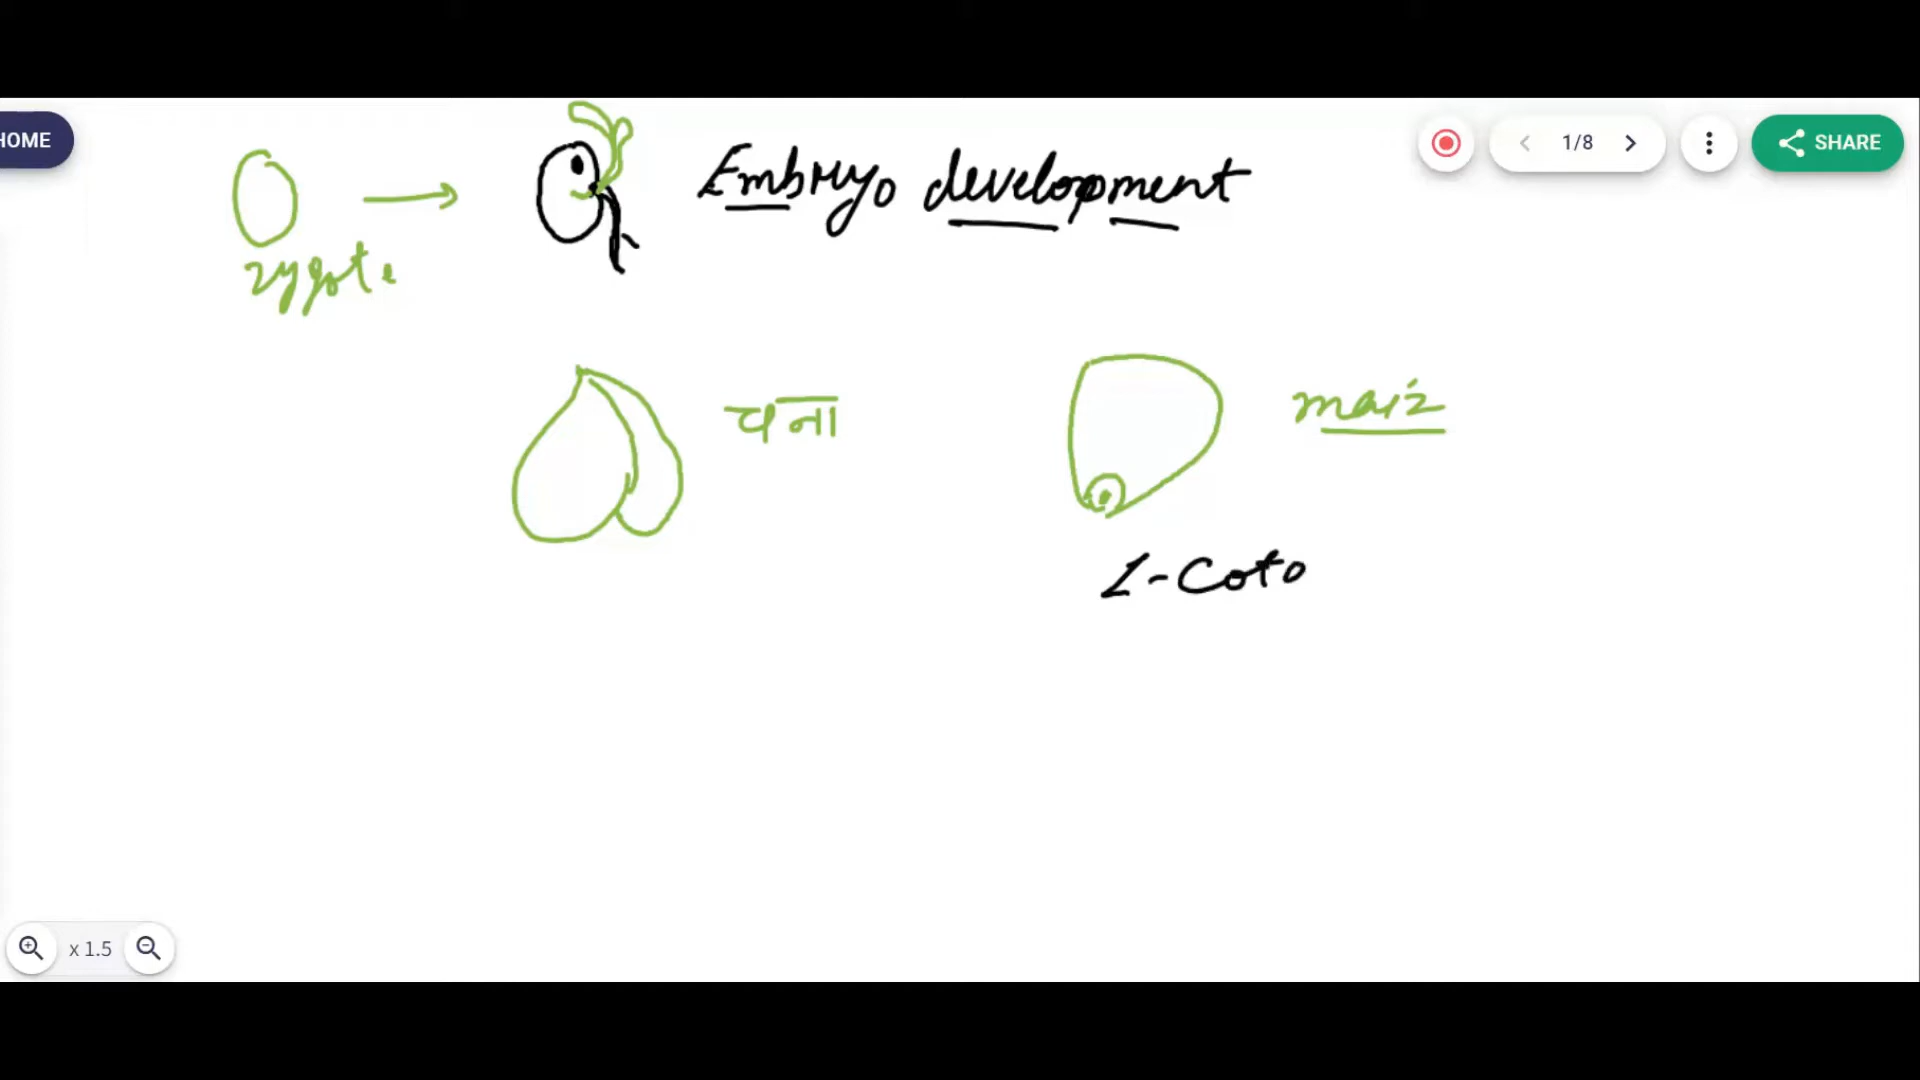 HOME
Embryo development
1/8
SHARE
zygote
चना
maiz
1-Coto
x 1.5